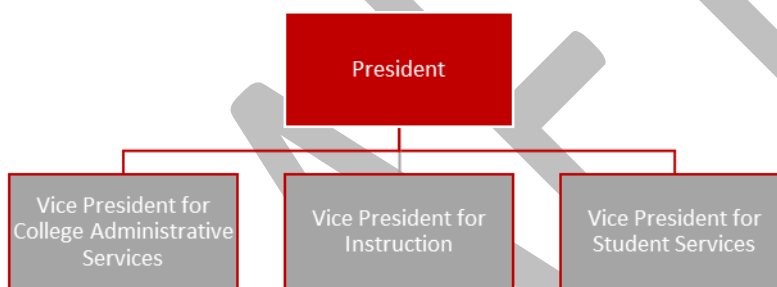 President
Vice President for
College Administrative
Services
Vice President for
Instruction
Vice President for
Student Services